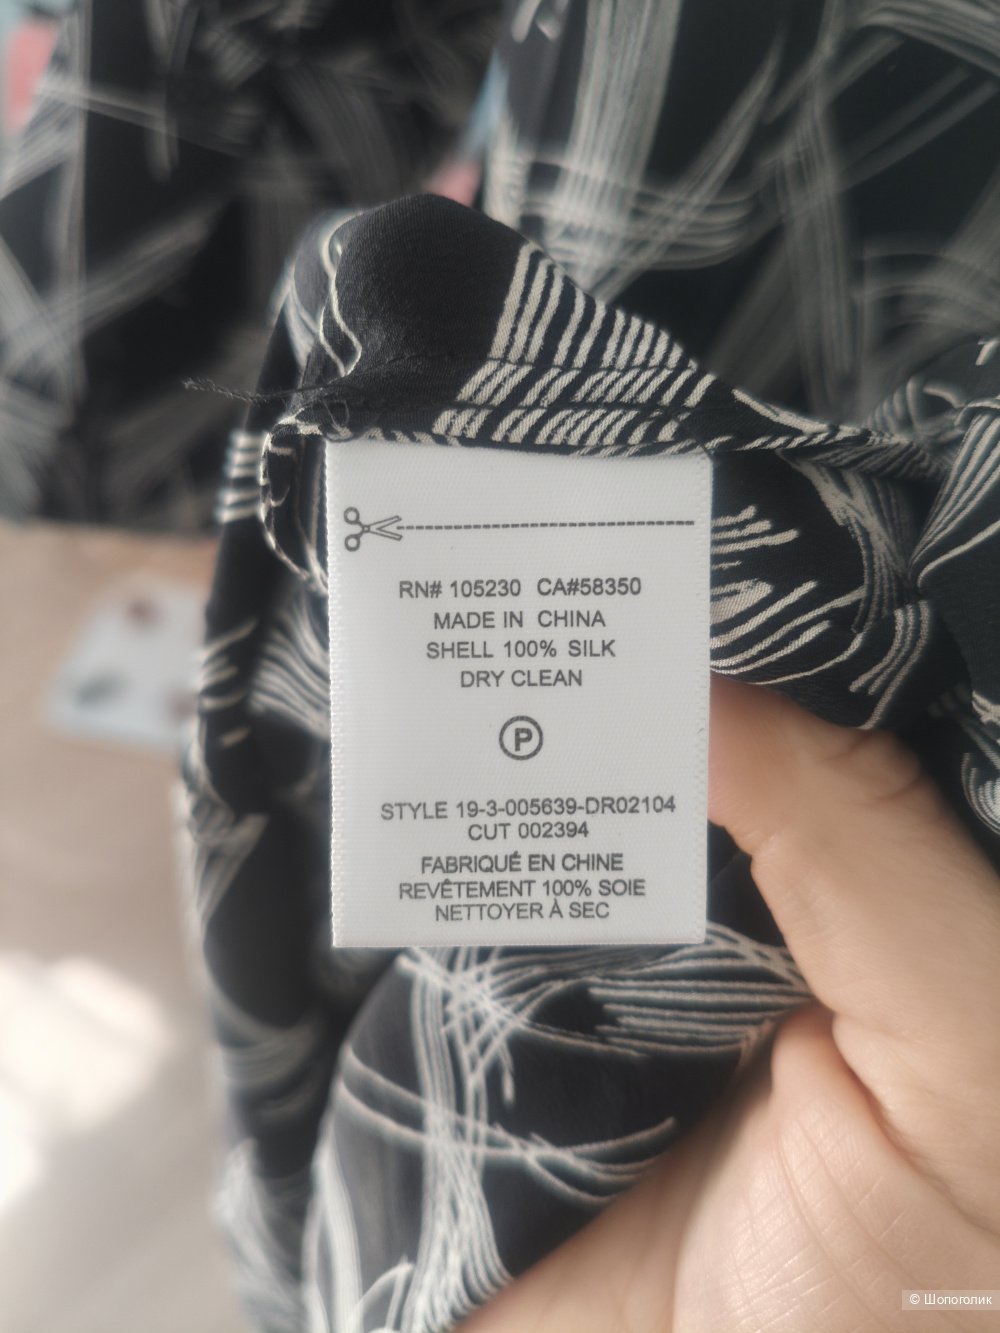 RN# 105230 CA#58350
MADE IN CHINA
SHELL 100% SILK
DRY CLEAN
P
STYLE 19-3-005639-DR02104
CUT 002394
FABRIQUÉ EN CHINE
REVÊTEMENT 100% SOIE
NETTOYER À SEC
© Шопоголик